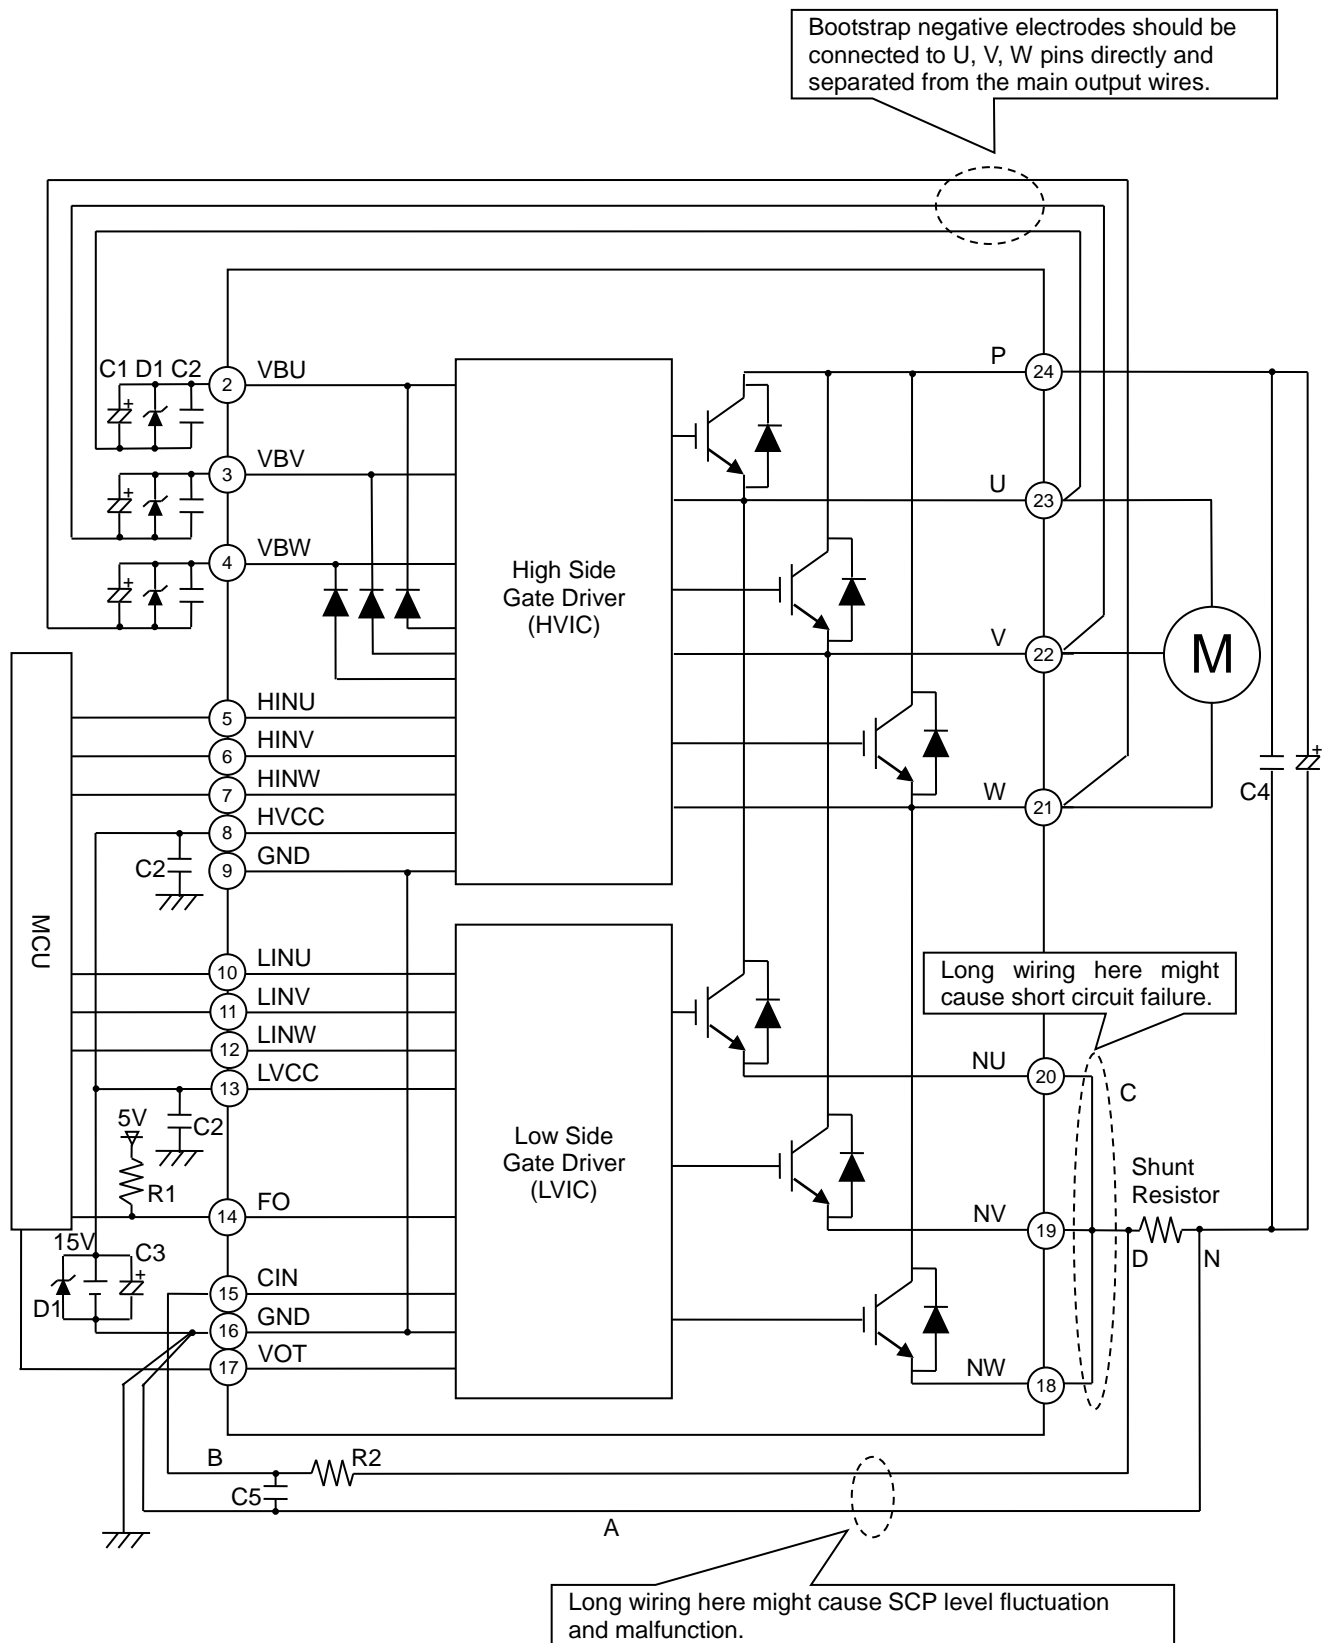 Bootstrap negative electrodes should be
connected to U, V, W pins directly and
separated from the main output wires.
C1 D1 C2
+
2
VBU
P
24
+
3
VBV
U
23
+
4
VBW
High Side
Gate Driver
(HVIC)
V
22
M
5
HINU
6
HINV
7
HINW
8
HVCC
9
GND
C2
W
21
C4
+
MCU
10
LINU
11
LINV
12
LINW
13
LVCC
C2
5V
R1
14
FO
15V
C3
+
D1
15
CIN
16
GND
17
VOT
Low Side
Gate Driver
(LVIC)
Long wiring here might
cause short circuit failure.
NU
20
C
Shunt
Resistor
NV
19
D
N
NW
18
B
R2
C5
A
Long wiring here might cause SCP level fluctuation
and malfunction.